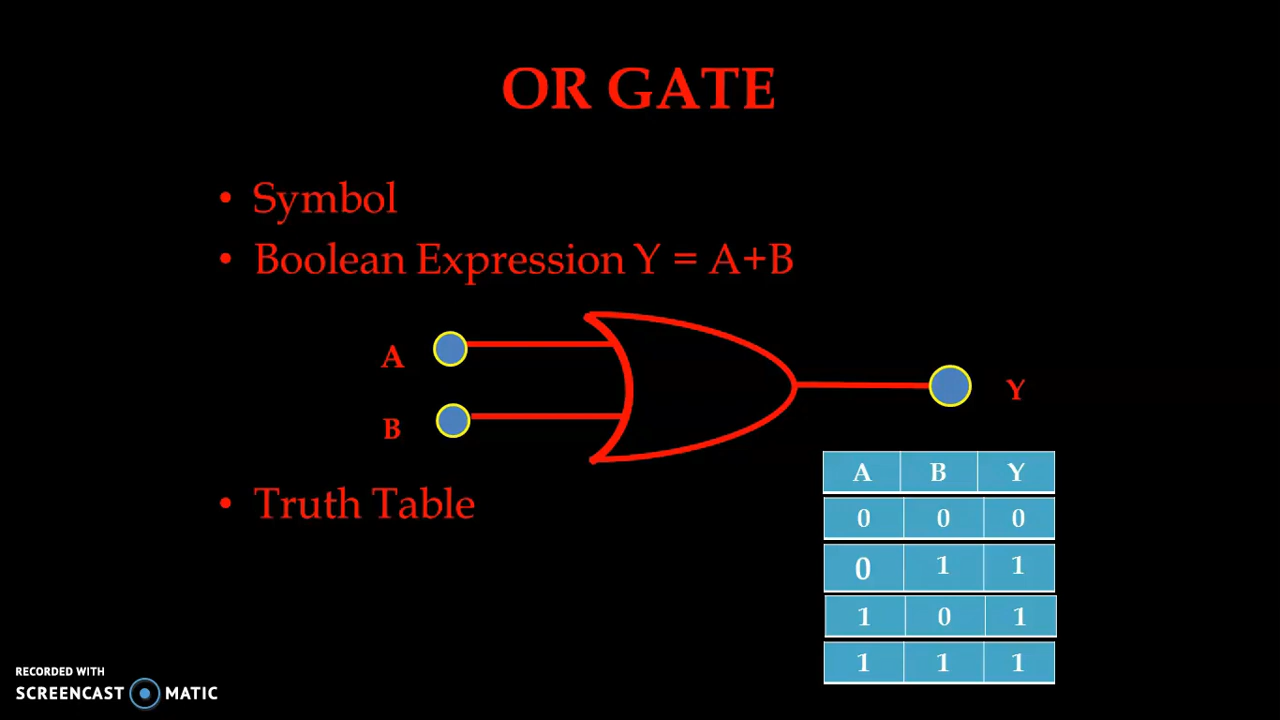 OR GATE
• Symbol
• Boolean Expression Y = A+B
A
B
Y
• Truth Table
A B Y
0 0 0
0 1 1
1 0 1
1 1 1
RECORDED WITH
SCREENCAST MATIC